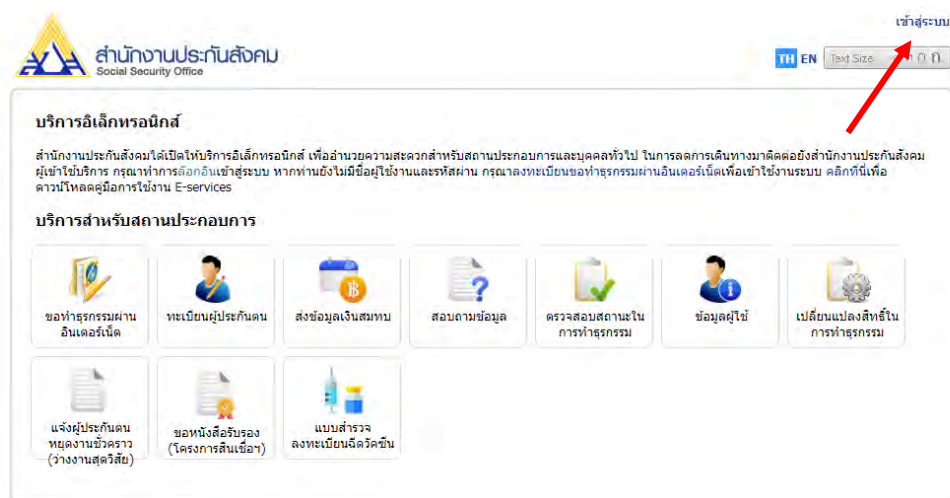 เข้าสู่ระบบ
สำนักงานประกันสังคม
Social Security Office
TH EN Text Size ก ก ก
บริการอิเล็กทรอนิกส์
สำนักงานประกันสังคมได้เปิดให้บริการอิเล็กทรอนิกส์ เพื่ออำนวยความสะดวกสำหรับสถานประกอบการและบุคคลทั่วไป ในการลดการเดินทางมาติดต่อยังสำนักงานประกันสังคม
ผู้เข้าใช้บริการ กรุณาทำการล๊อกอินเข้าสู่ระบบ หากท่านยังไม่มีชื่อผู้ใช้งานและรหัสผ่าน กรุณาลงทะเบียนขอทำธุรกรรมผ่านอินเตอร์เน็ตเพื่อเข้าใช้งานระบบ คลิกที่นี่เพื่อ
ดาวน์โหลดคู่มือการใช้งาน E-services
บริการสำหรับสถานประกอบการ
ขอทำธุรกรรมผ่าน
อินเตอร์เน็ต
ทะเบียนผู้ประกันตน
ส่งข้อมูลเงินสมทบ
สอบถามข้อมูล
ตรวจสอบสถานะใน
การทำธุรกรรม
ข้อมูลผู้ใช้
เปลี่ยนแปลงสิทธิ์ใน
การทำธุรกรรม
แจ้งผู้ประกันตน
หยุดงานชั่วคราว
(ว่างงานสุดวิสัย)
ขอหนังสือรับรอง
(โครงการสินเชื่อฯ)
แบบสำรวจ
ลงทะเบียนฉีดวัคซีน